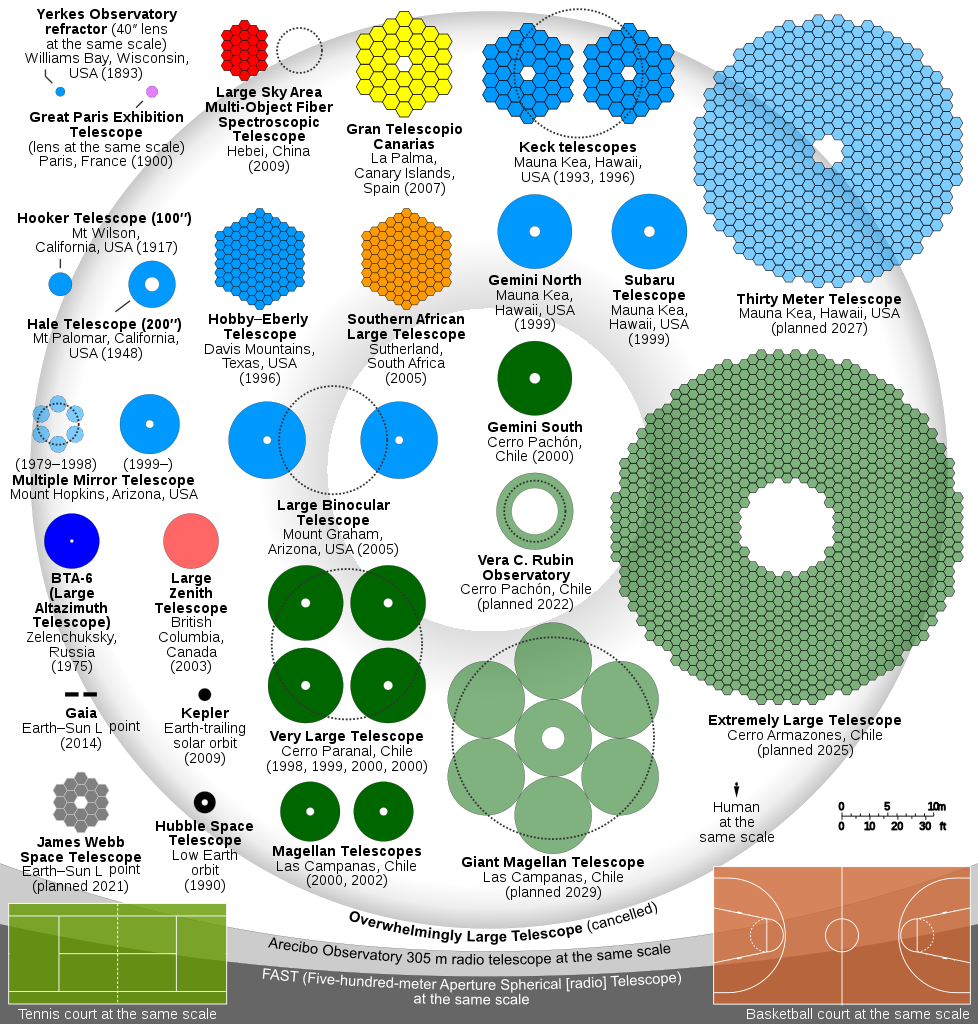 Yerkes Observatory
refractor (40″ lens
at the same scale)
Williams Bay, Wisconsin,
USA (1893)
Great Paris Exhibition
Telescope
(lens at the same scale)
Paris, France (1900)
Large Sky Area
Multi-Object Fiber
Spectroscopic
Telescope
Hebei, China
(2009)
Gran Telescopio
Canarias
La Palma,
Canary Islands,
Spain (2007)
Keck telescopes
Mauna Kea, Hawaii,
USA (1993, 1996)
Thirty Meter Telescope
Mauna Kea, Hawaii, USA
(planned 2027)
Hooker Telescope (100″)
Mt Wilson,
California, USA (1917)
Hale Telescope (200″)
Mt Palomar, California,
USA (1948)
Hobby–Eberly
Telescope
Davis Mountains,
Texas, USA
(1996)
Southern African
Large Telescope
Sutherland,
South Africa
(2005)
Gemini North
Mauna Kea,
Hawaii, USA
(1999)
Subaru
Telescope
Mauna Kea,
Hawaii, USA
(1999)
Gemini South
Cerro Pachón,
Chile (2000)
(1979–1998) (1999–)
Multiple Mirror Telescope
Mount Hopkins, Arizona, USA
Large Binocular
Telescope
Mount Graham,
Arizona, USA (2005)
Vera C. Rubin
Observatory
Cerro Pachón, Chile
(planned 2022)
BTA-6
(Large
Altazimuth
Telescope)
Zelenchuksky,
Russia
(1975)
Large
Zenith
Telescope
British
Columbia,
Canada
(2003)
Very Large Telescope
Cerro Paranal, Chile
(1998, 1999, 2000, 2000)
Extremely Large Telescope
Cerro Armazones, Chile
(planned 2025)
Gaia
Earth–Sun L point
(2014)
Kepler
Earth-trailing
solar orbit
(2009)
James Webb
Space Telescope
Earth–Sun L point
(planned 2021)
Hubble Space
Telescope
Low Earth
orbit
(1990)
Magellan Telescopes
Las Campanas, Chile
(2000, 2002)
Giant Magellan Telescope
Las Campanas, Chile
(planned 2029)
Human
at the
same scale
0 5 10m
0 10 20 30 ft
Overwhelmingly Large Telescope (cancelled)
Arecibo Observatory 305 m radio telescope at the same scale
FAST (Five-hundred-meter Aperture Spherical [radio] Telescope)
at the same scale
Tennis court at the same scale
Basketball court at the same scale